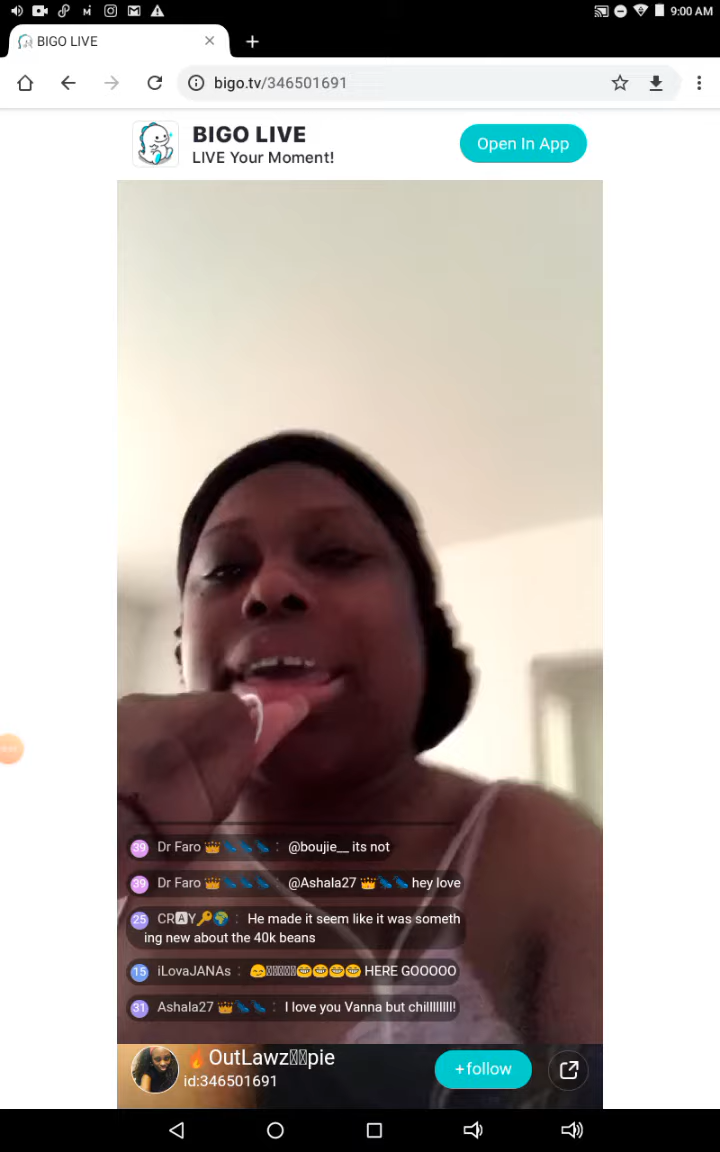 9:00 AM
BIGO LIVE
bigo.tv/346501691
BIGO LIVE
LIVE Your Moment!
Open In App
39 Dr Faro 👑👠👠👠 : @boujie__ its not
39 Dr Faro 👑👠👠👠 : @Ashala27 👑👠👠 hey love
25 CR🅰Y🔑🌍 : He made it seem like it was someth
ing new about the 40k beans
15 iLovaJANAs : HERE GOOOOO
31 Ashala27 👑👠👠 : I love you Vanna but chilllllllll!
🔥OutLawz pie
id:346501691
+follow